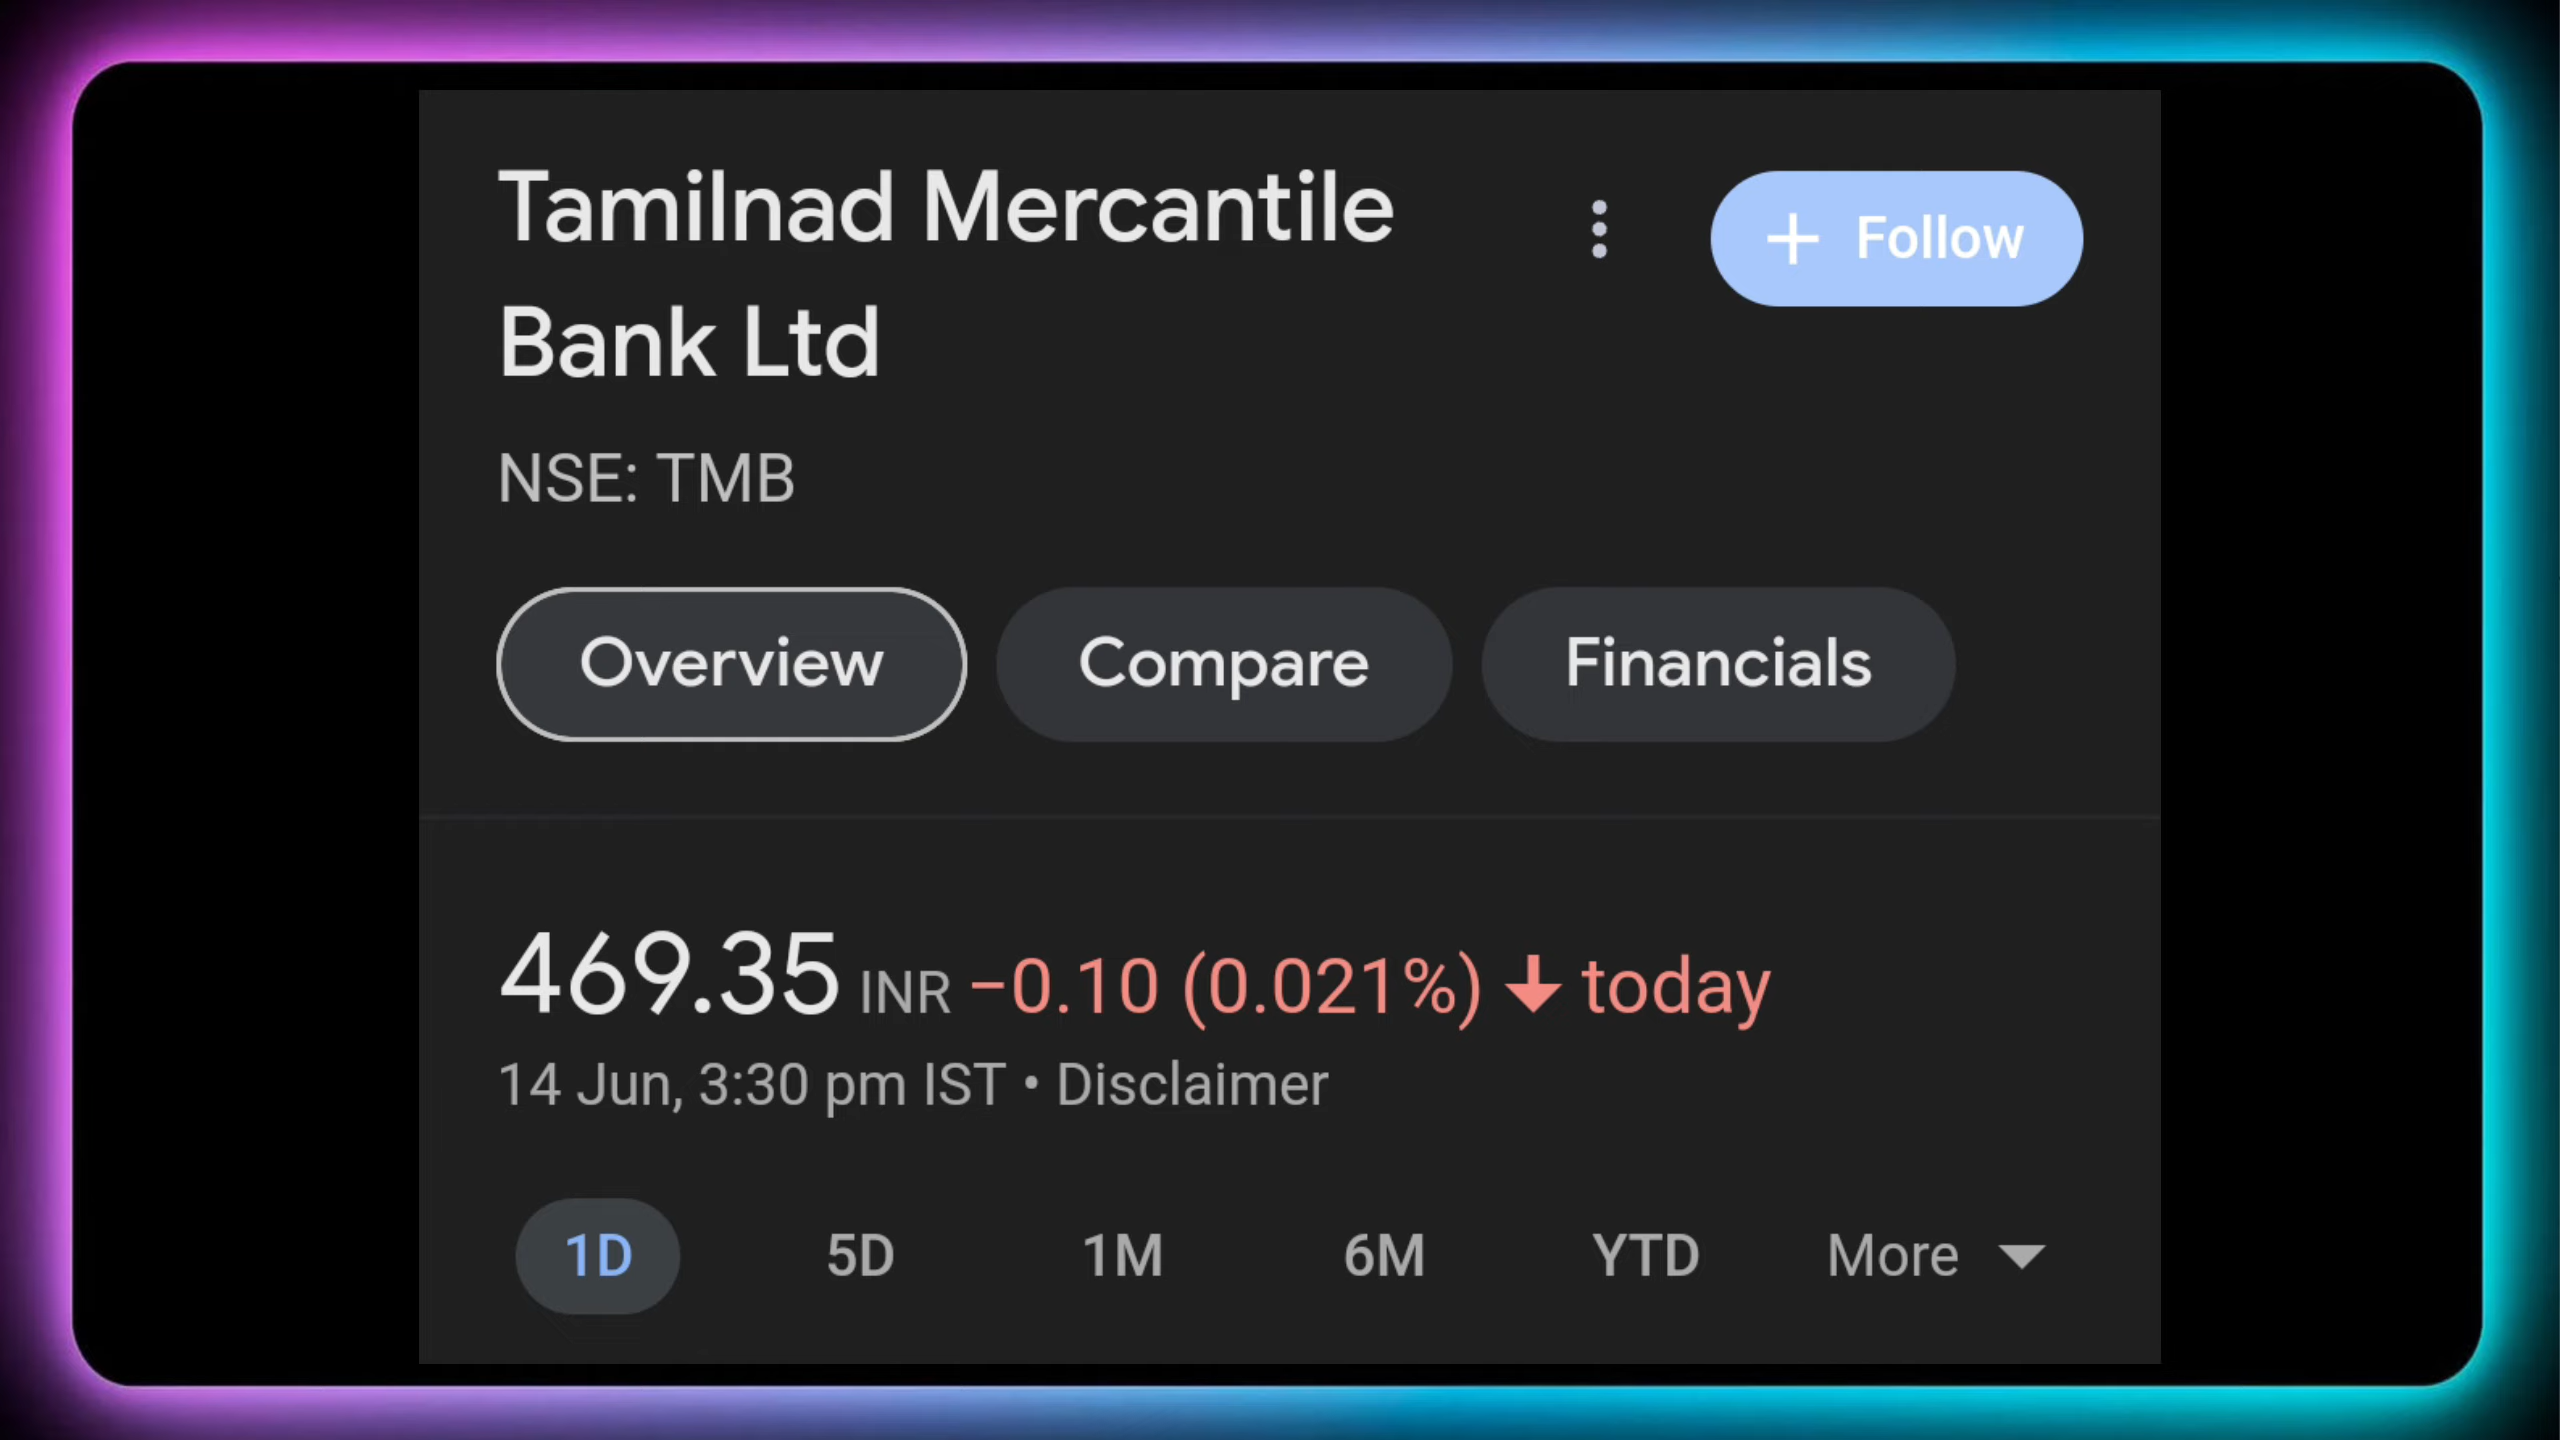 Tamilnad Mercantile
Bank Ltd
+ Follow
NSE: TMB
Overview Compare Financials
469.35 INR −0.10 (0.021%) ↓ today
14 Jun, 3:30 pm IST • Disclaimer
1D 5D 1M 6M YTD More